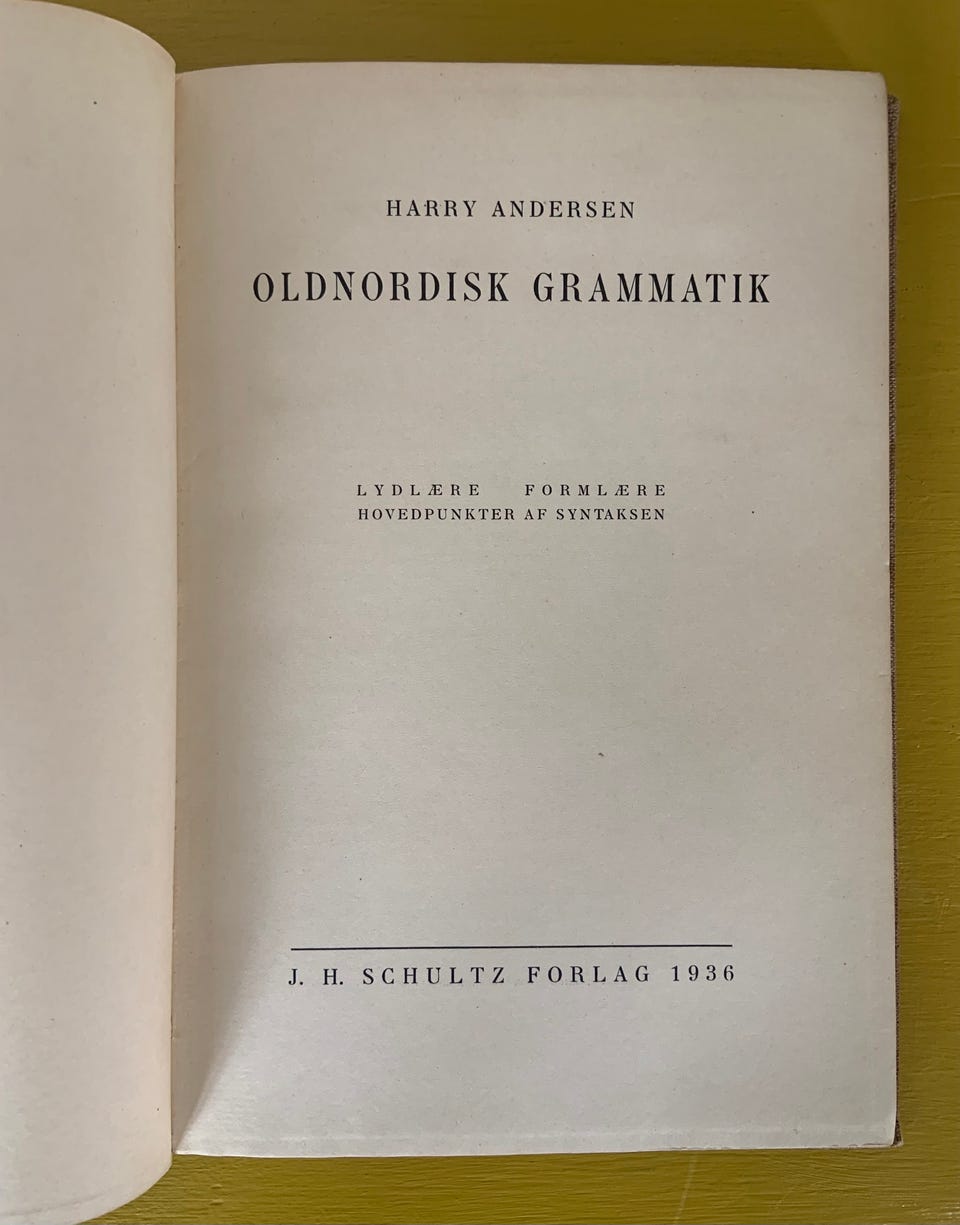 HARRY ANDERSEN
OLDNORDISK GRAMMATIK
LYDLÆRE FORMLÆRE
HOVEDPUNKTER AF SYNTAKSEN
J. H. SCHULTZ FORLAG 1936